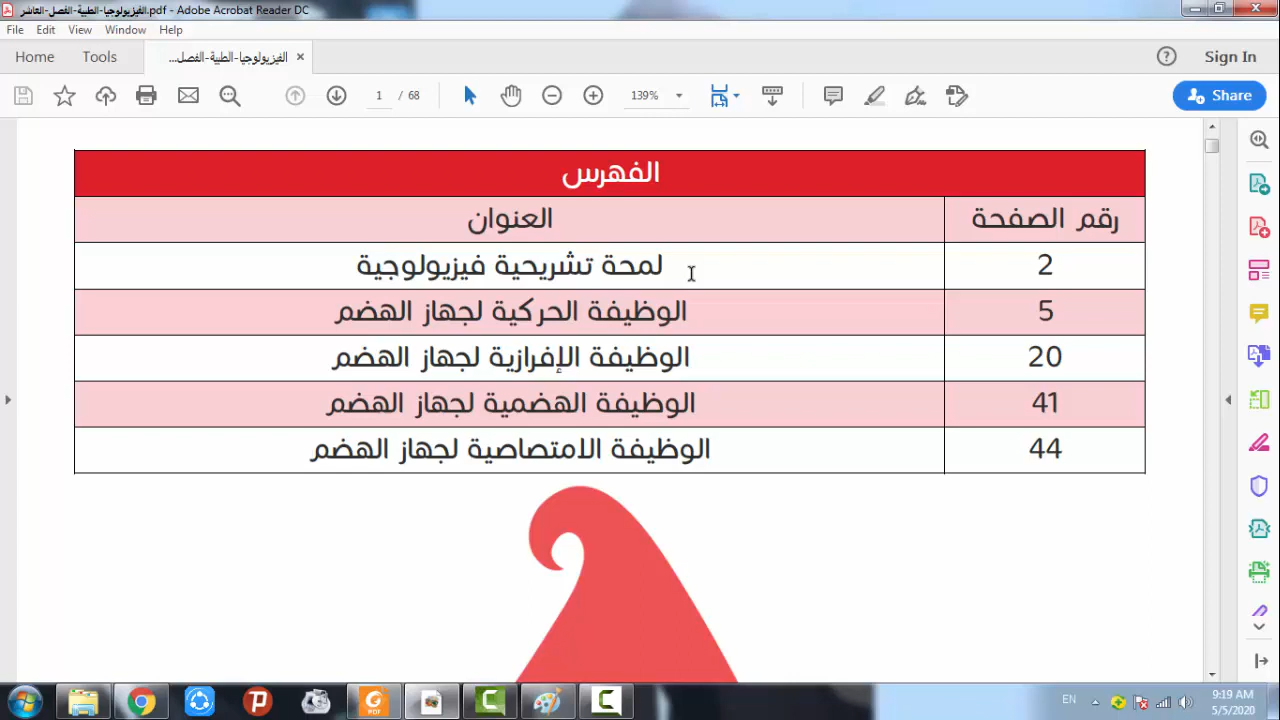 الفيزيولوجيا-الطبية-الفصل-العاشر.pdf - Adobe Acrobat Reader DC
File Edit View Window Help
Home Tools الفيزيولوجيا-الطبية-الفصل... × ? Sign In
1 / 68 139% Share
الفهرس
رقم الصفحة العنوان
2 لمحة تشريحية فيزيولوجية
5 الوظيفة الحركية لجهاز الهضم
20 الوظيفة الإفرازية لجهاز الهضم
41 الوظيفة الهضمية لجهاز الهضم
44 الوظيفة الامتصاصية لجهاز الهضم
EN 9:19 AM
5/5/2020